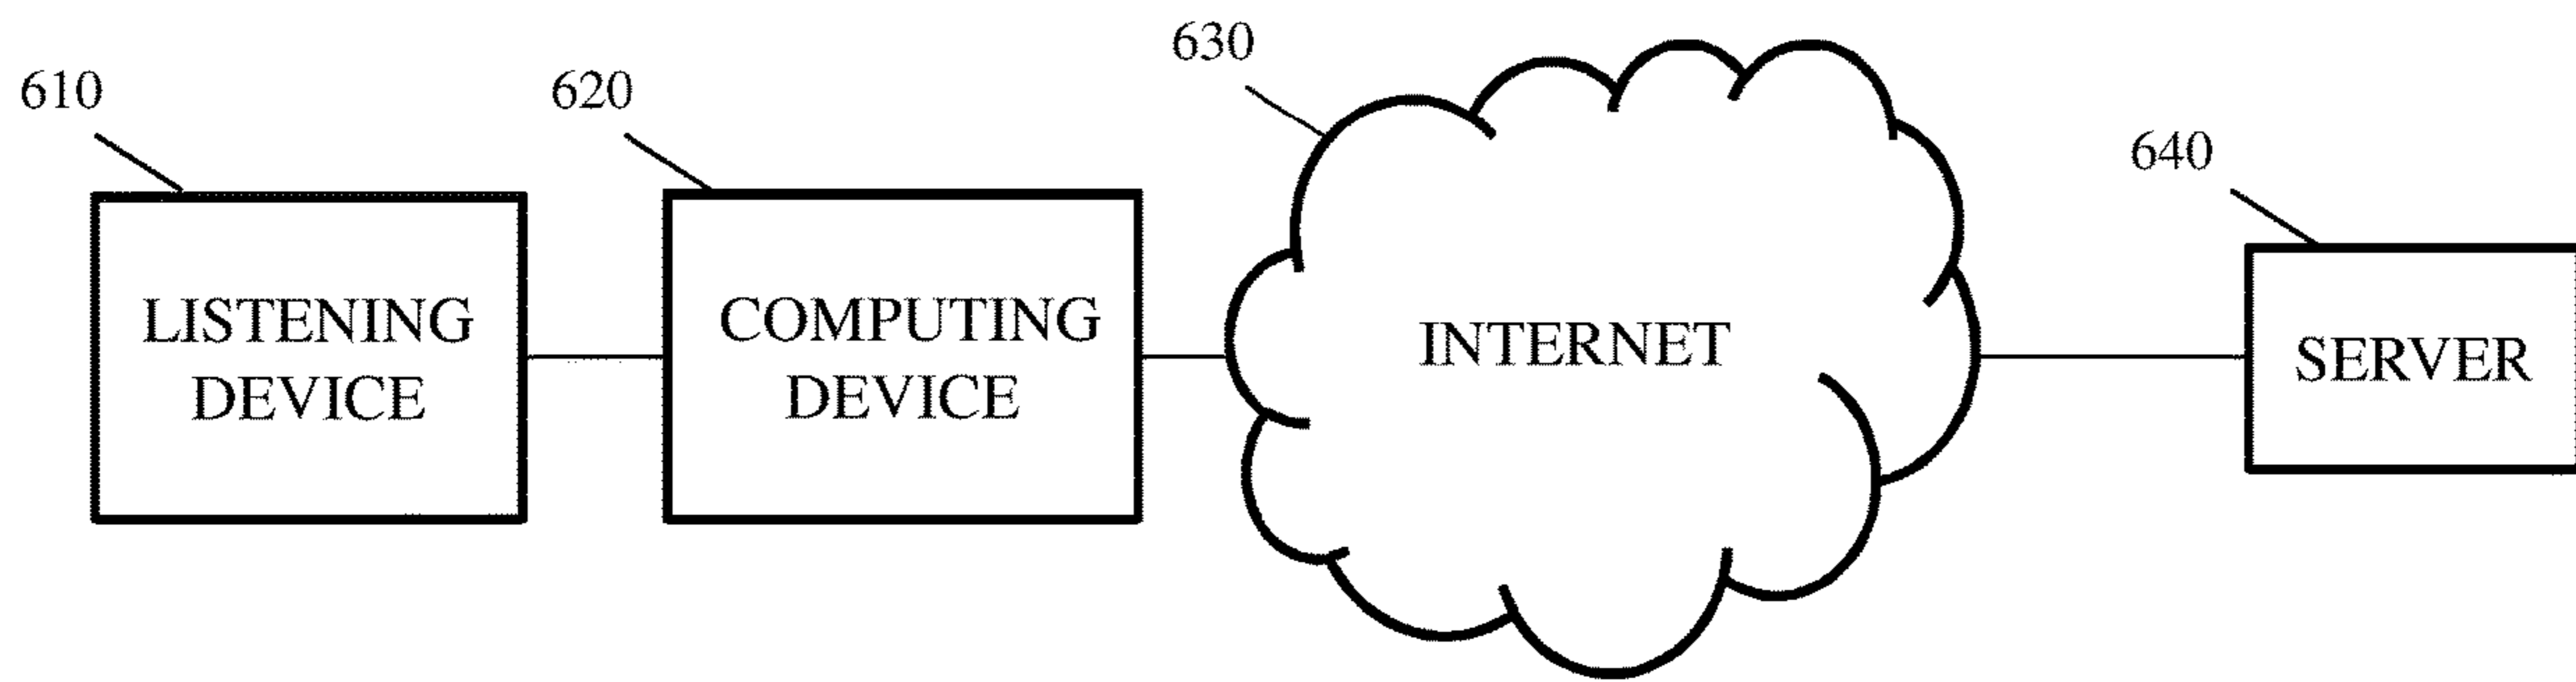 610
620
630
640
LISTENING
DEVICE
COMPUTING
DEVICE
INTERNET
SERVER